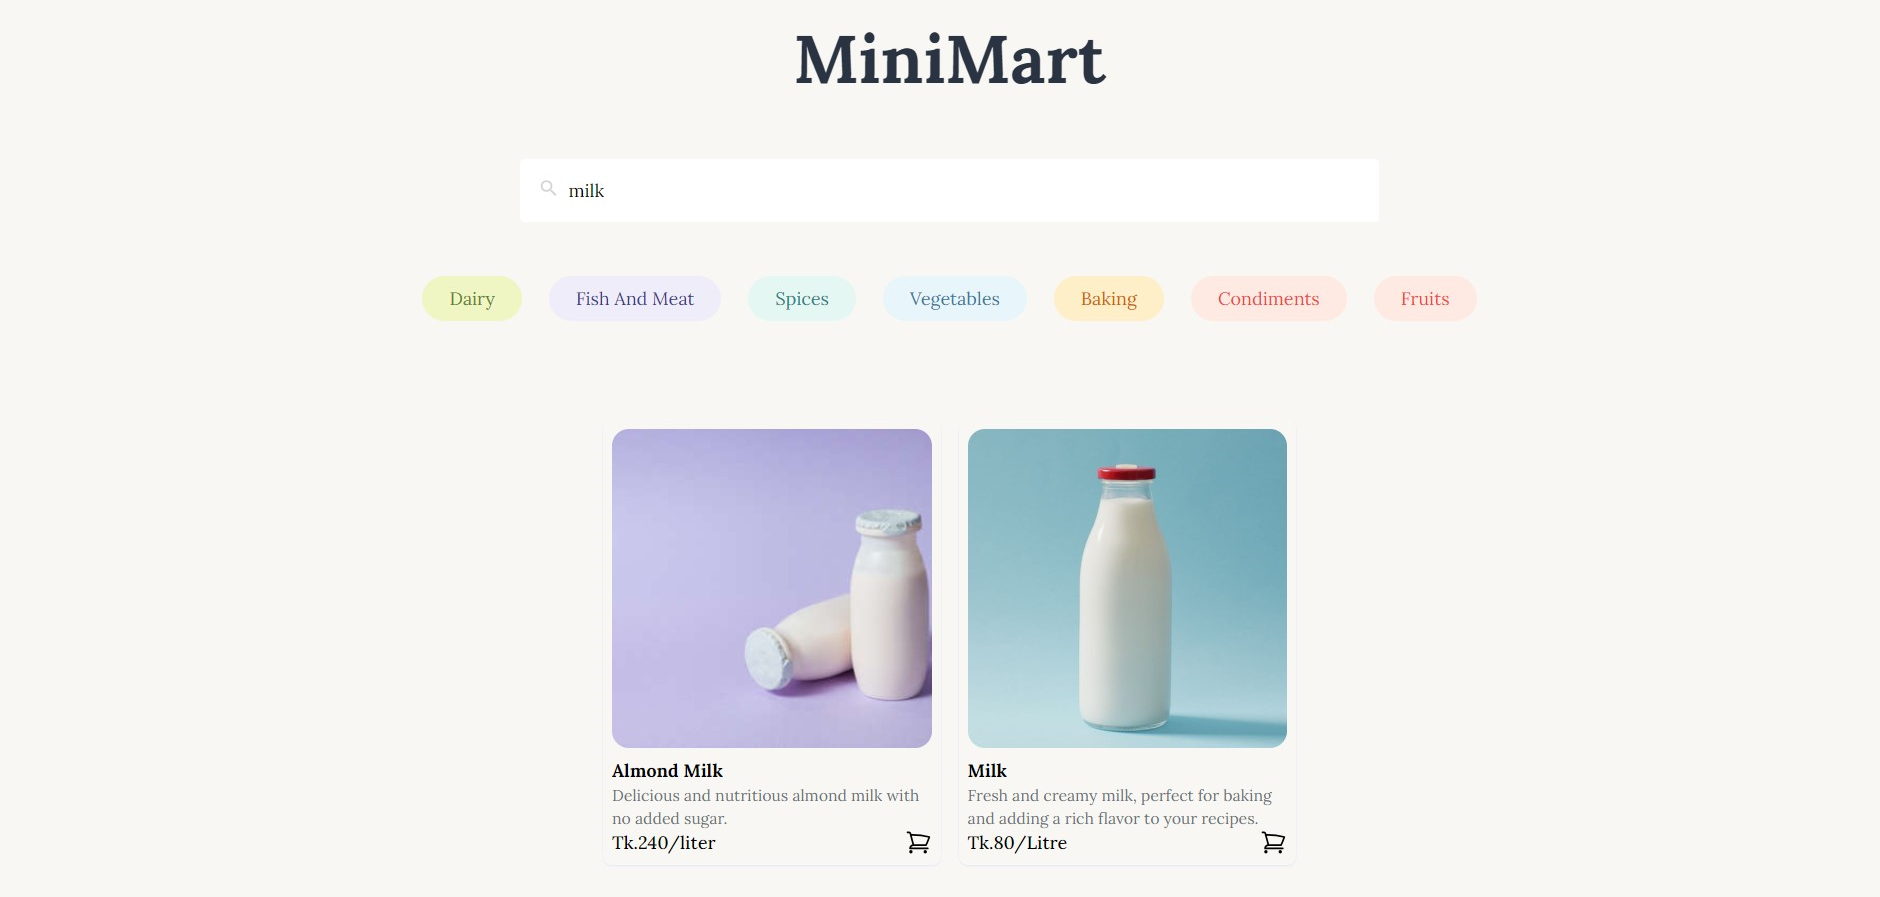 MiniMart
milk
Dairy
Fish And Meat
Spices
Vegetables
Baking
Condiments
Fruits
Almond Milk
Delicious and nutritious almond milk with
no added sugar.
Tk.240/liter
Milk
Fresh and creamy milk, perfect for baking
and adding a rich flavor to your recipes.
Tk.80/Litre